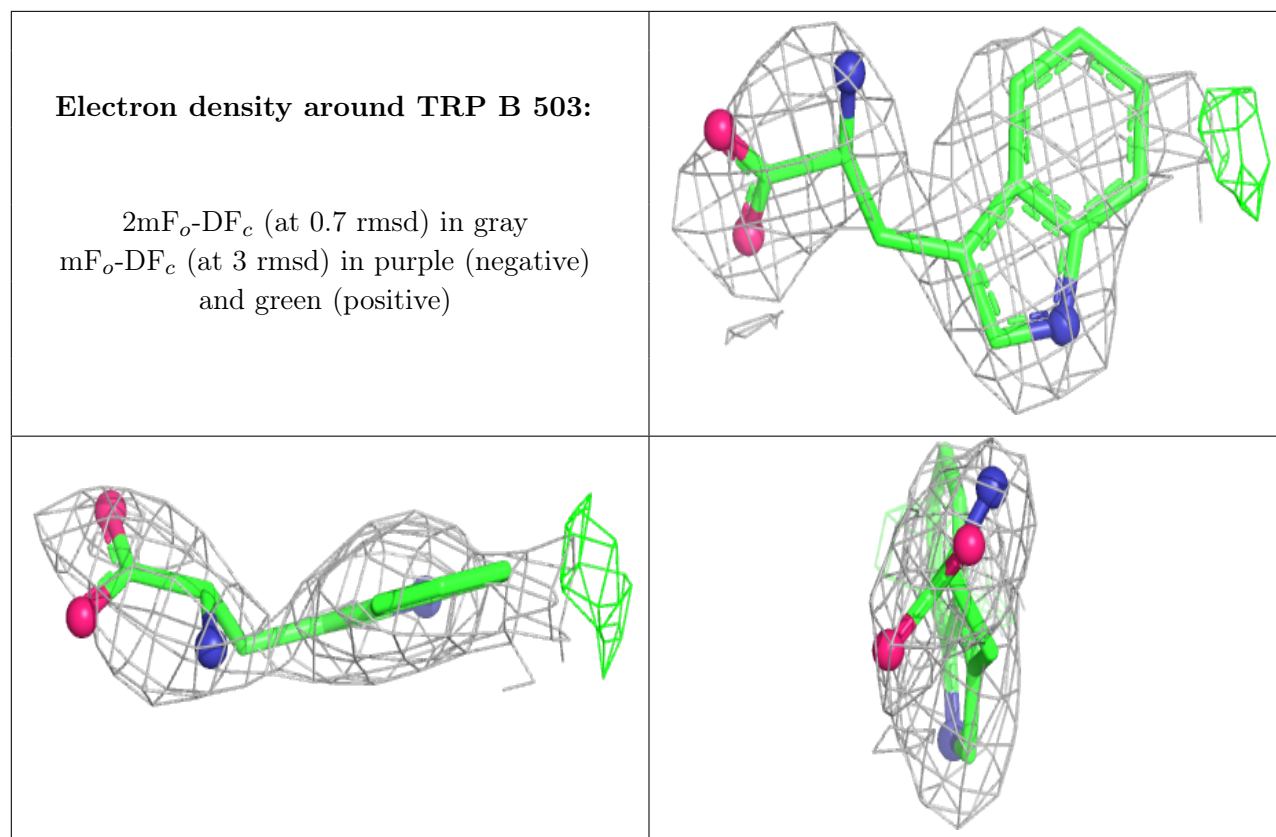 Electron density around TRP B 503:
2mFo-DFc (at 0.7 rmsd) in gray
mFo-DFc (at 3 rmsd) in purple (negative)
and green (positive)